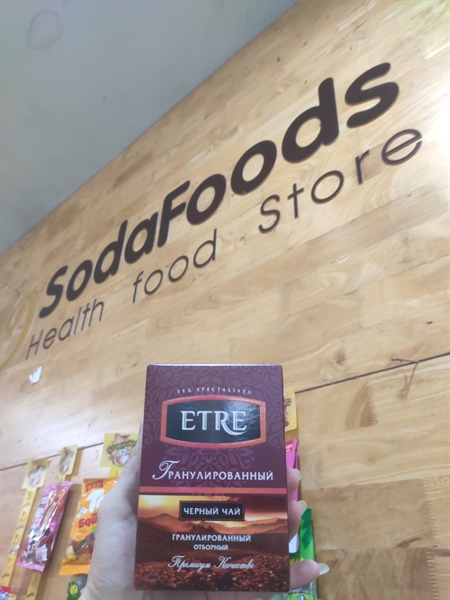 SodaFoods
Health food Store
TEA SPECIALISTS
ETRE
Гранулированный
ЧЕРНЫЙ ЧАЙ
ГРАНУЛИРОВАННЫЙ
ОТБОРНЫЙ
Премиум Качество